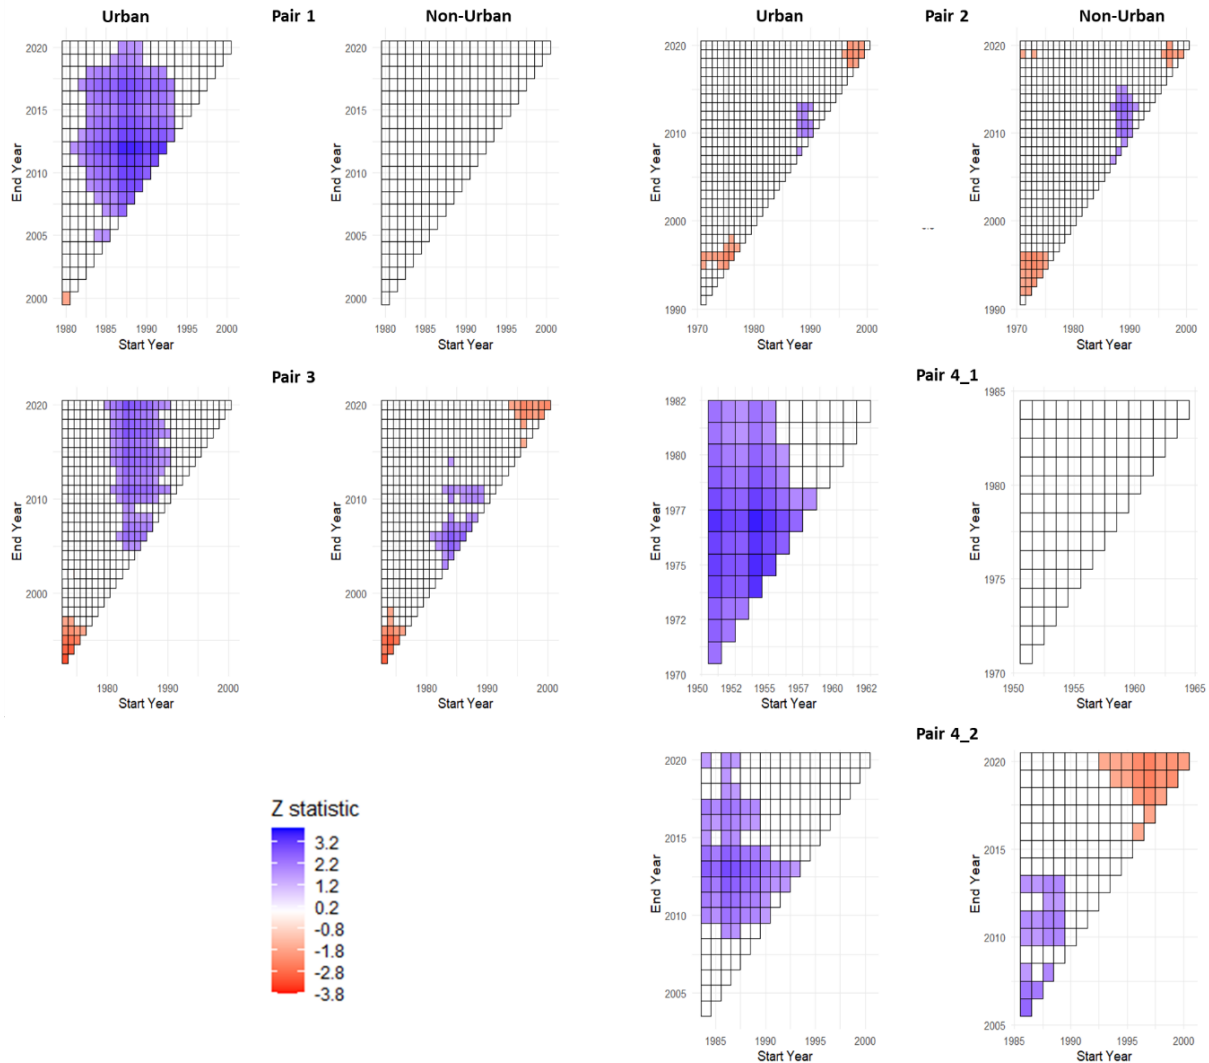 Urban Pair 1 Non-Urban
Urban Pair 2 Non-Urban
2020
2015
2010
2005
2000
End Year
1980 1985 1990 1995 2000
Start Year
2020
2015
2010
2005
2000
End Year
1980 1985 1990 1995 2000
Start Year
2020
2010
2000
1990
End Year
1970 1980 1990 2000
Start Year
2020
2010
2000
1990
End Year
1970 1980 1990 2000
Start Year
Pair 3
2020
2010
2000
End Year
1980 1990 2000
Start Year
2020
2010
2000
End Year
1980 1990 2000
Start Year
Pair 4_1
1982
1980
1977
1975
1972
1970
End Year
1950 1952 1955 1957 1960 1962
Start Year
1985
1980
1975
1970
End Year
1950 1955 1960 1965
Start Year
Z statistic
3.2
2.2
1.2
0.2
-0.8
-1.8
-2.8
-3.8
Pair 4_2
2020
2015
2010
2005
End Year
1985 1990 1995 2000
Start Year
2020
2015
2010
2005
End Year
1985 1990 1995 2000
Start Year